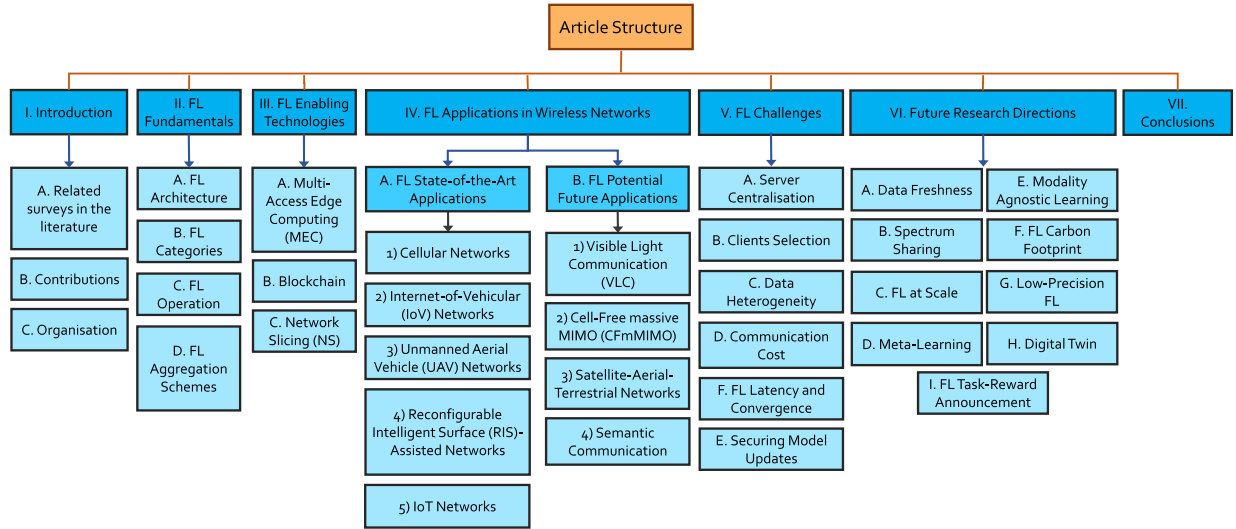 Article Structure
I. Introduction
II. FL
Fundamentals
III. FL Enabling
Technologies
IV. FL Applications in Wireless Networks
V. FL Challenges
VI. Future Research Directions
VII.
Conclusions
A. Related
surveys in the
literature
B. Contributions
C. Organisation
A. FL
Architecture
B. FL
Categories
C. FL
Operation
D. FL
Aggregation
Schemes
A. Multi-
Access Edge
Computing
(MEC)
B. Blockchain
C. Network
Slicing (NS)
A. FL State-of-the-Art
Applications
1) Cellular Networks
2) Internet-of-Vehicular
(IoV) Networks
3) Unmanned Aerial
Vehicle (UAV) Networks
4) Reconfigurable
Intelligent Surface (RIS)-
Assisted Networks
5) IoT Networks
B. FL Potential
Future Applications
1) Visible Light
Communication
(VLC)
2) Cell-Free massive
MIMO (CFmMIMO)
3) Satellite-Aerial-
Terrestrial Networks
4) Semantic
Communication
A. Server
Centralisation
B. Clients Selection
C. Data
Heterogeneity
D. Communication
Cost
F. FL Latency and
Convergence
E. Securing Model
Updates
A. Data Freshness
B. Spectrum
Sharing
C. FL at Scale
D. Meta-Learning
E. Modality
Agnostic Learning
F. FL Carbon
Footprint
G. Low-Precision
FL
H. Digital Twin
I. FL Task-Reward
Announcement